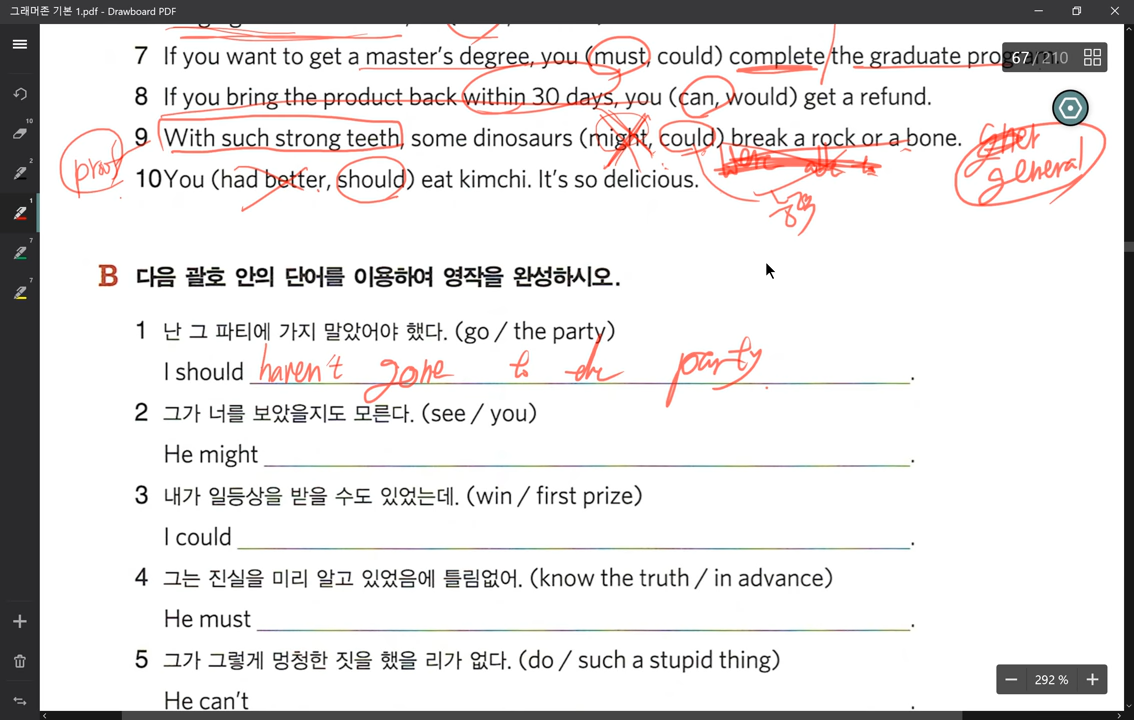 그래머존 기본 1.pdf - Drawboard PDF
7 If you want to get a master's degree, you (must, could) complete the graduate
67 / 210
8 If you bring the product back within 30 days, you (can, would) get a refund.
9 With such strong teeth, some dinosaurs (might, could) break a rock or a bone.
proof
general
10 You (had better, should) eat kimchi. It's so delicious.
B 다음 괄호 안의 단어를 이용하여 영작을 완성하시오.
1 난 그 파티에 가지 말았어야 했다. (go / the party)
I should haven't gone to the party.
2 그가 너를 보았을지도 모른다. (see / you)
He might .
3 내가 일등상을 받을 수도 있었는데. (win / first prize)
I could .
4 그는 진실을 미리 알고 있었음에 틀림없어. (know the truth / in advance)
He must .
5 그가 그렇게 멍청한 짓을 했을 리가 없다. (do / such a stupid thing)
He can't .
292 %